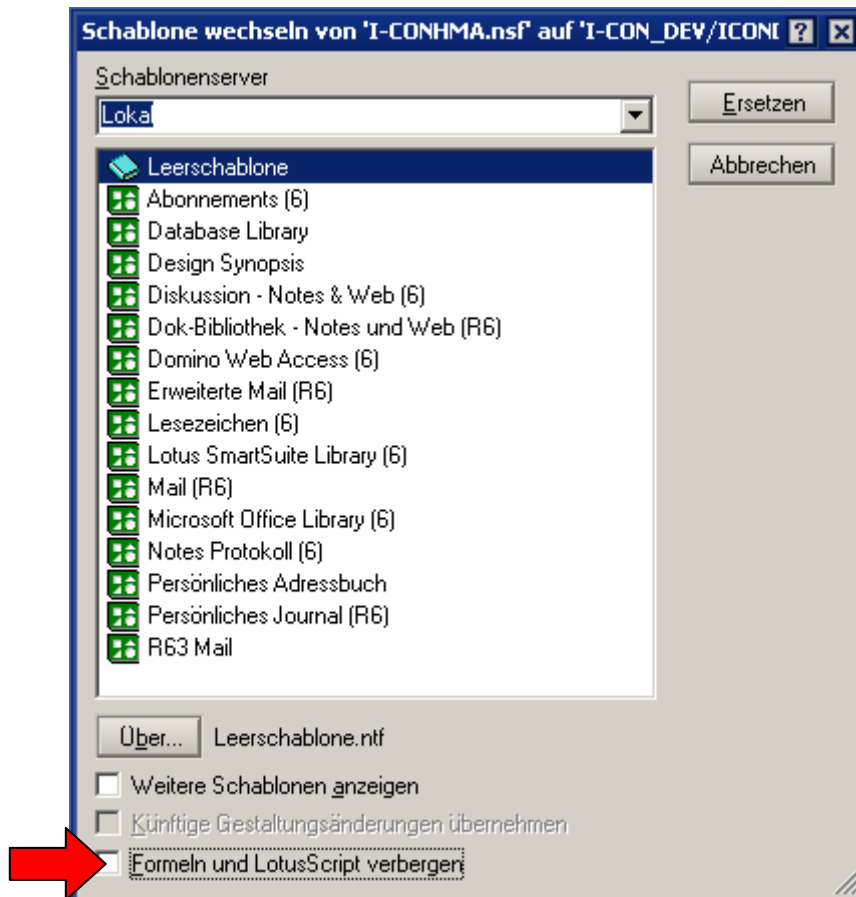 Schablone wechseln von 'I-CONHMA.nsf' auf 'I-CON_DEV/ICONI
Schablonenserver
Lokal
Ersetzen
Abbrechen
Leerschablone
Abonnements (6)
Database Library
Design Synopsis
Diskussion - Notes & Web (6)
Dok-Bibliothek - Notes und Web (R6)
Domino Web Access (6)
Erweiterte Mail (R6)
Lesezeichen (6)
Lotus SmartSuite Library (6)
Mail (R6)
Microsoft Office Library (6)
Notes Protokoll (6)
Persönliches Adressbuch
Persönliches Journal (R6)
R63 Mail
Über... Leerschablone.ntf
Weitere Schablonen anzeigen
Künftige Gestaltungsänderungen übernehmen
Formeln und LotusScript verbergen